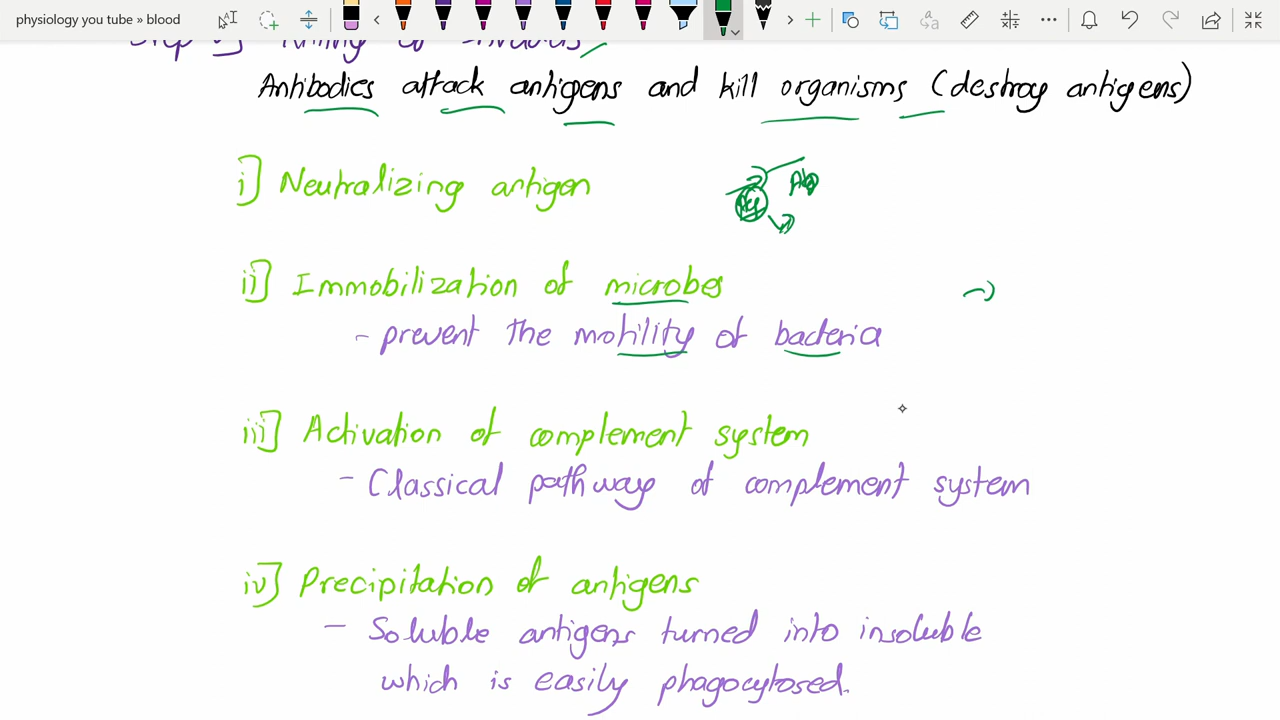 physiology you tube » blood
Antibodies attack antigens and kill organisms (destroy antigens)
i] Neutralizing antigen
Ag
ii] Immobilization of microbes
- prevent the motility of bacteria
iii] Activation of complement system
- Classical pathway of complement system
iv] Precipitation of antigens
- Soluble antigens turned into insoluble
which is easily phagocytosed.